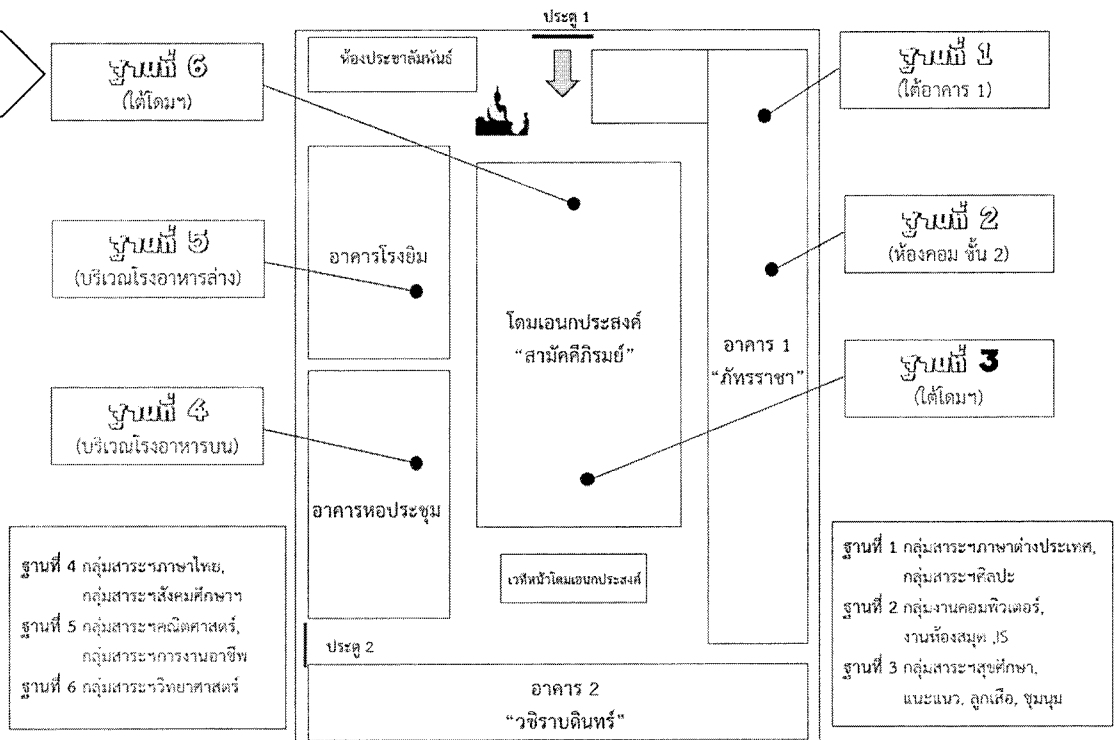 ประตู 1
ฐานที่ 6
(ใต้โดมฯ)
ห้องประชาสัมพันธ์
ฐานที่ 1
(ใต้อาคาร 1)
ฐานที่ 5
(บริเวณโรงอาหารล่าง)
อาคารโรงยิม
ฐานที่ 2
(ห้องคอม ชั้น 2)
โดมเอนกประสงค์
“สามัคคีภิรมย์”
อาคาร 1
“ภัทรราชา”
ฐานที่ 3
(ใต้โดมฯ)
ฐานที่ 4
(บริเวณโรงอาหารบน)
อาคารหอประชุม
เวทีหน้าโดมเอนกประสงค์
ฐานที่ 4 กลุ่มสาระฯภาษาไทย,
กลุ่มสาระฯสังคมศึกษาฯ
ฐานที่ 5 กลุ่มสาระฯคณิตศาสตร์,
กลุ่มสาระฯการงานอาชีพ
ฐานที่ 6 กลุ่มสาระฯวิทยาศาสตร์
ฐานที่ 1 กลุ่มสาระฯภาษาต่างประเทศ,
กลุ่มสาระฯศิลปะ
ฐานที่ 2 กลุ่มงานคอมพิวเตอร์,
งานห้องสมุด ,IS
ฐานที่ 3 กลุ่มสาระฯสุขศึกษา,
แนะแนว, ลูกเสือ, ชุมนุม
ประตู 2
อาคาร 2
“วชิราบดินทร์”